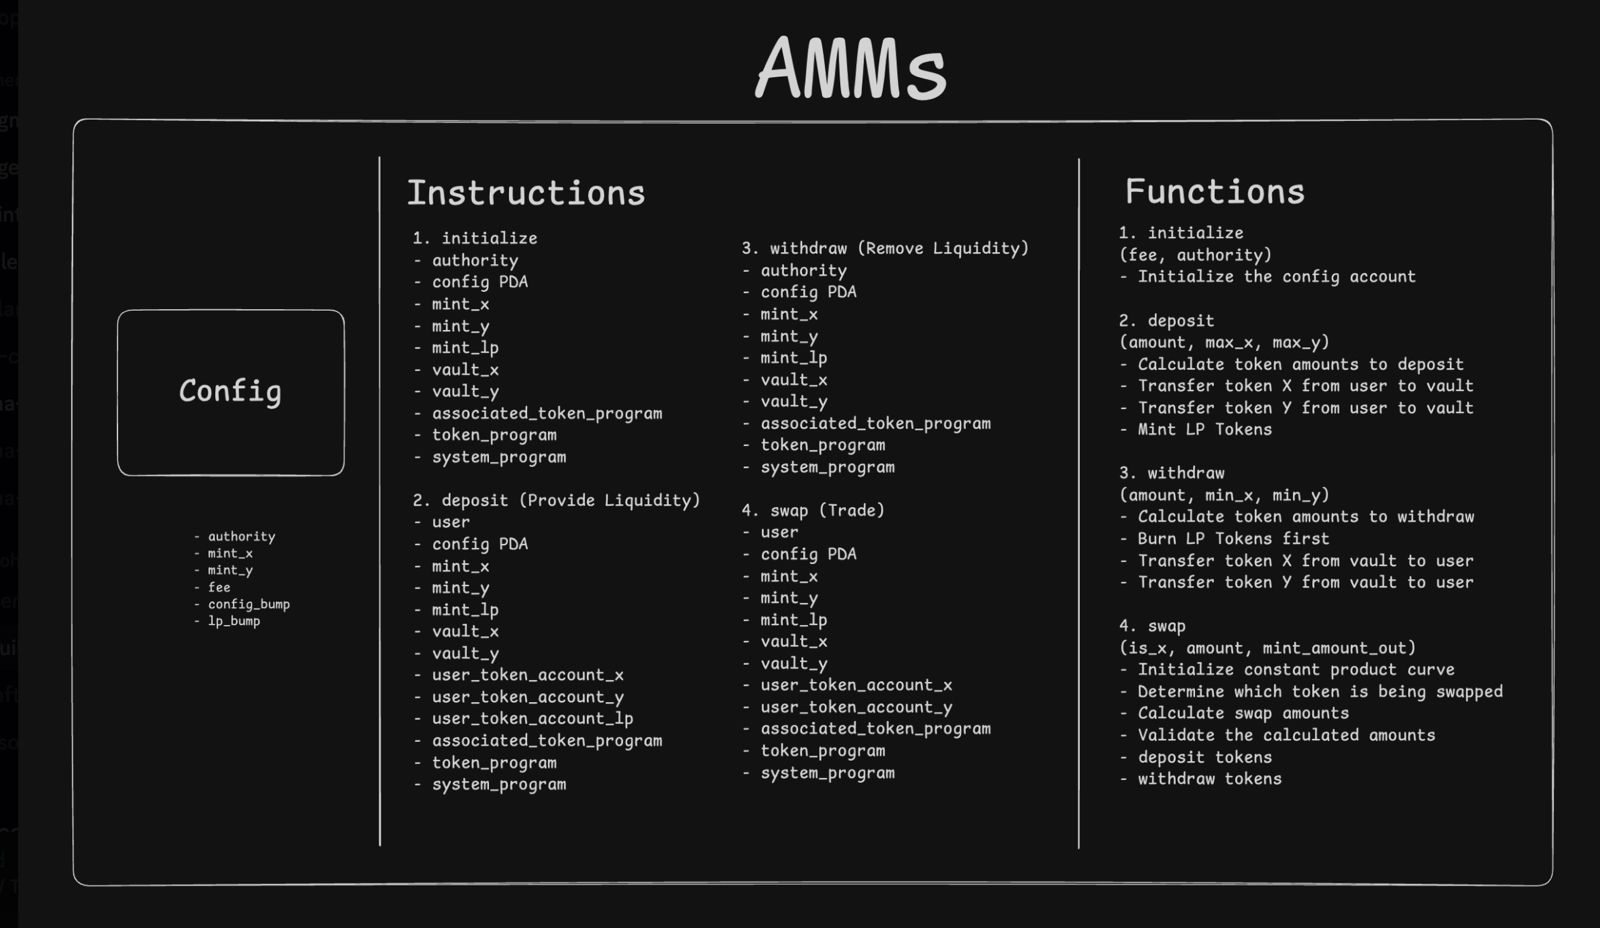 AMMs
Config
- authority
- mint_x
- mint_y
- fee
- config_bump
- lp_bump
Instructions
1. initialize
- authority
- config PDA
- mint_x
- mint_y
- mint_lp
- vault_x
- vault_y
- associated_token_program
- token_program
- system_program
2. deposit (Provide Liquidity)
- user
- config PDA
- mint_x
- mint_y
- mint_lp
- vault_x
- vault_y
- user_token_account_x
- user_token_account_y
- user_token_account_lp
- associated_token_program
- token_program
- system_program
3. withdraw (Remove Liquidity)
- authority
- config PDA
- mint_x
- mint_y
- mint_lp
- vault_x
- vault_y
- associated_token_program
- token_program
- system_program
4. swap (Trade)
- user
- config PDA
- mint_x
- mint_y
- mint_lp
- vault_x
- vault_y
- user_token_account_x
- user_token_account_y
- associated_token_program
- token_program
- system_program
Functions
1. initialize
(fee, authority)
- Initialize the config account
2. deposit
(amount, max_x, max_y)
- Calculate token amounts to deposit
- Transfer token X from user to vault
- Transfer token Y from user to vault
- Mint LP Tokens
3. withdraw
(amount, min_x, min_y)
- Calculate token amounts to withdraw
- Burn LP Tokens first
- Transfer token X from vault to user
- Transfer token Y from vault to user
4. swap
(is_x, amount, mint_amount_out)
- Initialize constant product curve
- Determine which token is being swapped
- Calculate swap amounts
- Validate the calculated amounts
- deposit tokens
- withdraw tokens